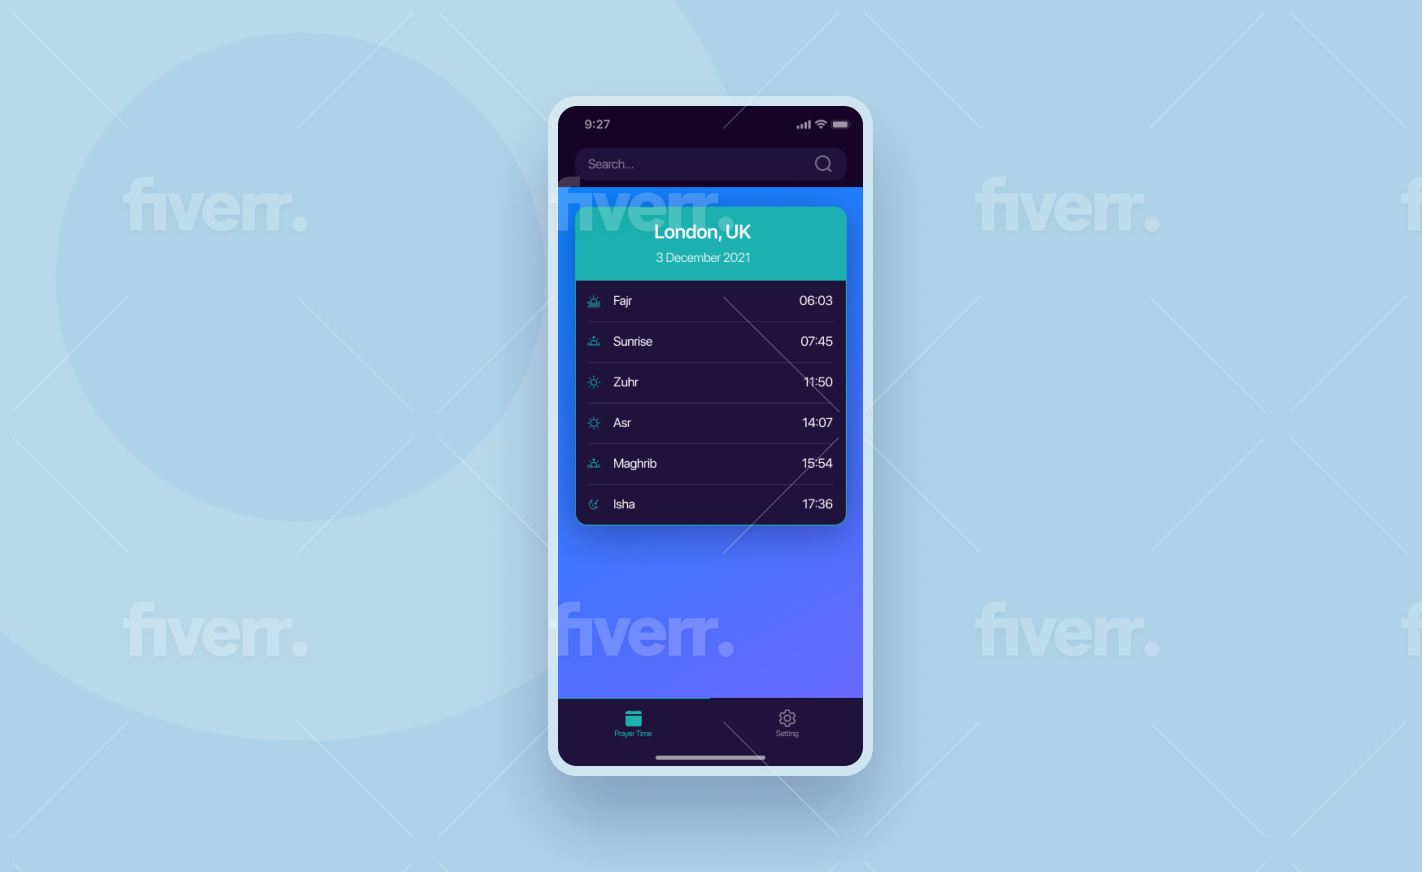 9:27
Search...
fiverr.
fiverr.
fiverr.
f
London, UK
3 December 2021
Fajr 06:03
Sunrise 07:45
Zuhr 11:50
Asr 14:07
Maghrib 15:54
Isha 17:36
fiverr.
fiverr.
fiverr.
f
Prayer Time
Setting